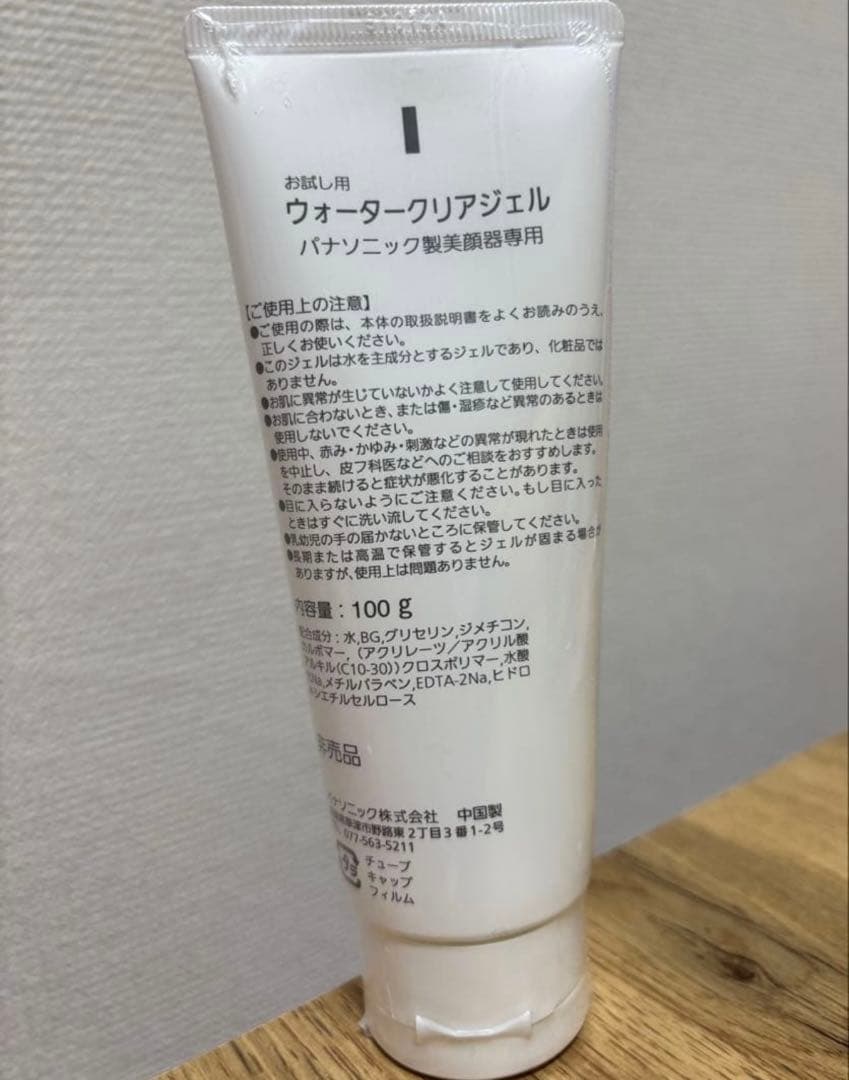 お試し用
ウォータークリアジェル
パナソニック製美顔器専用
【ご使用上の注意】
●ご使用の際は、本体の取扱説明書をよくお読みのうえ、
正しくお使いください。
●このジェルは水を主成分とするジェルであり、化粧品では
ありません。
●お肌に異常が生じていないかよく注意して使用してください。
●お肌に合わないとき、または傷・湿疹など異常のあるときは
使用しないでください。
●使用中、赤み・かゆみ・刺激などの異常が現れたときは使用
を中止し、皮フ科医などへのご相談をおすすめします。
そのまま続けると症状が悪化することがあります。
●目に入らないようにご注意ください。もし目に入った
ときはすぐに洗い流してください。
●乳幼児の手の届かないところに保管してください。
●長期または高温で保管するとジェルが固まる場合が
ありますが、使用上は問題ありません。
内容量：100g
配合成分：水,BG,グリセリン,ジメチコン,
カルボマー,（アクリレーツ／アクリル酸
アルキル(C10-30)）クロスポリマー,水酸
化Na,メチルパラベン,EDTA-2Na,ヒドロ
キシエチルセルロース
非売品
パナソニック株式会社　中国製
草津市野路東2丁目3番1-2号
077-563-5211
チューブ
キャップ
フィルム